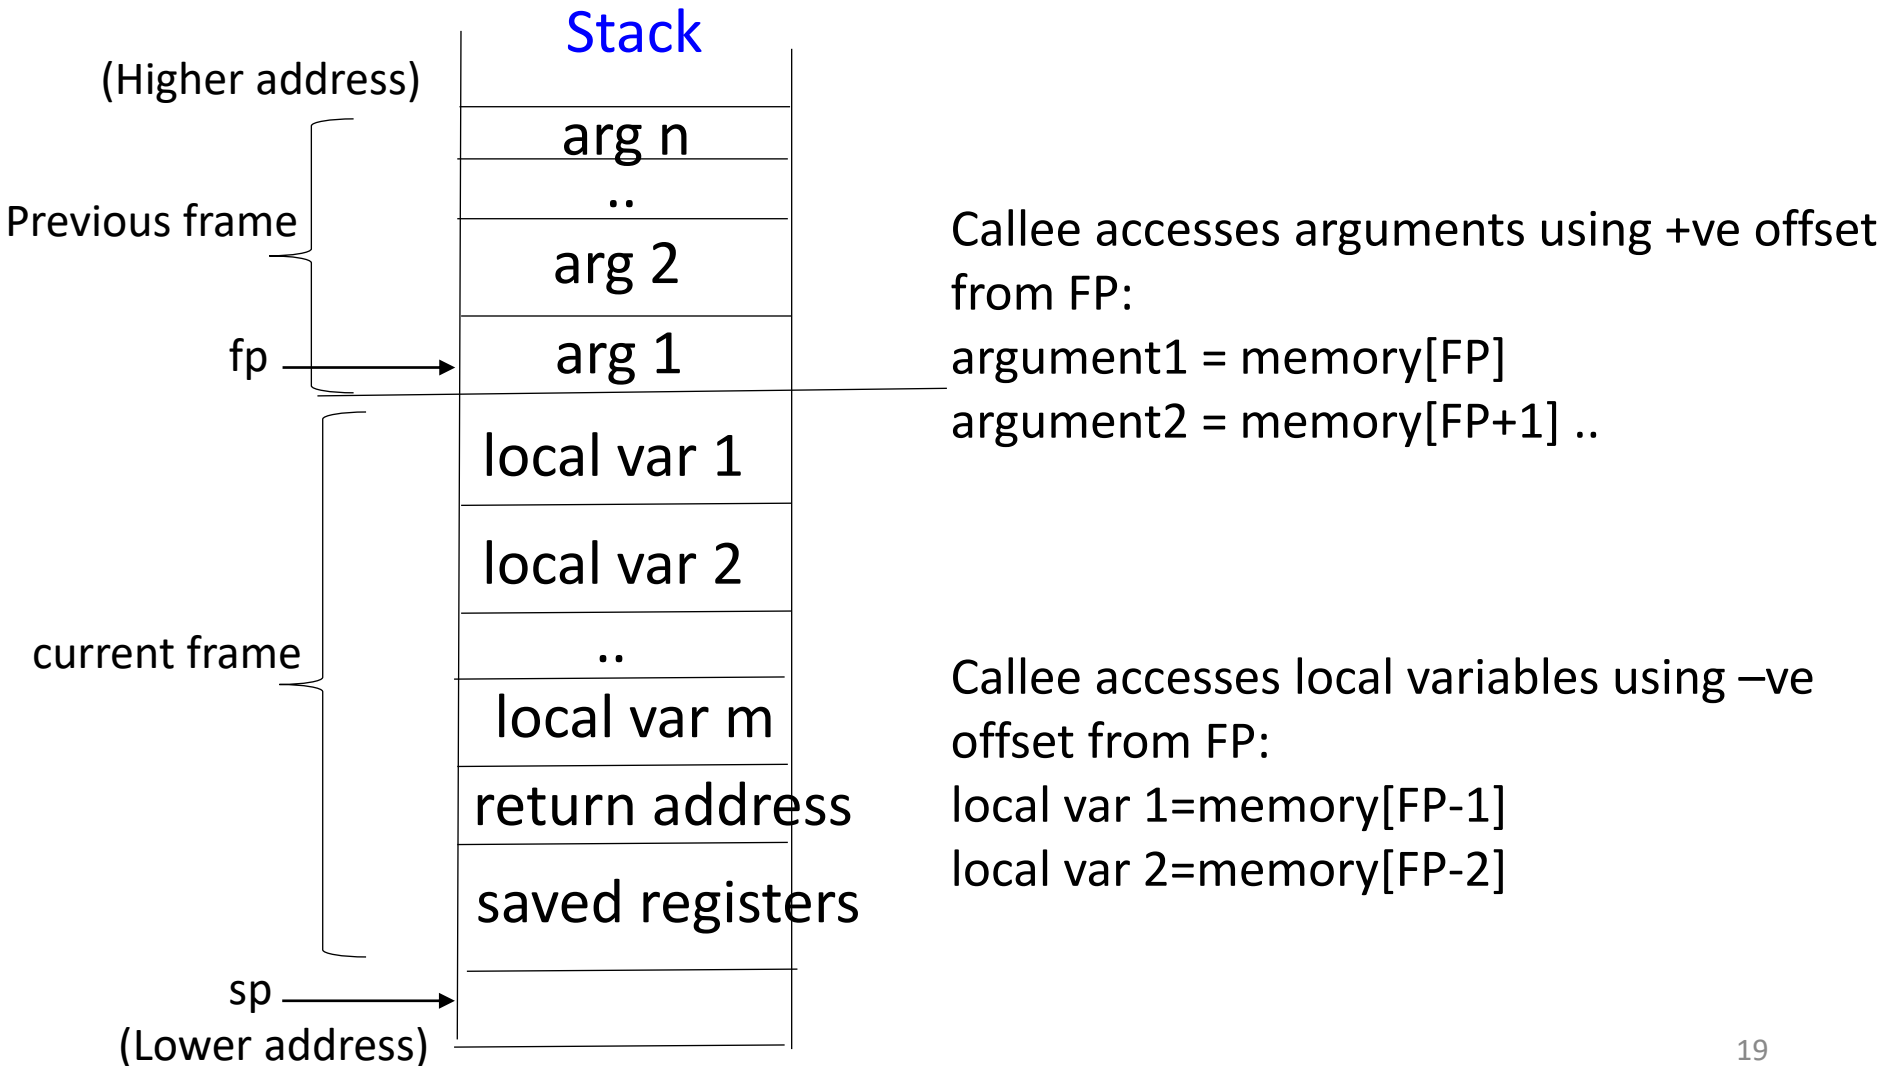 Stack
(Higher address)
arg n
..
Previous frame
arg 2
fp
arg 1
local var 1
local var 2
..
current frame
local var m
return address
saved registers
sp
(Lower address)
Callee accesses arguments using +ve offset
from FP:
argument1 = memory[FP]
argument2 = memory[FP+1] ..
Callee accesses local variables using –ve
offset from FP:
local var 1=memory[FP-1]
local var 2=memory[FP-2]
19